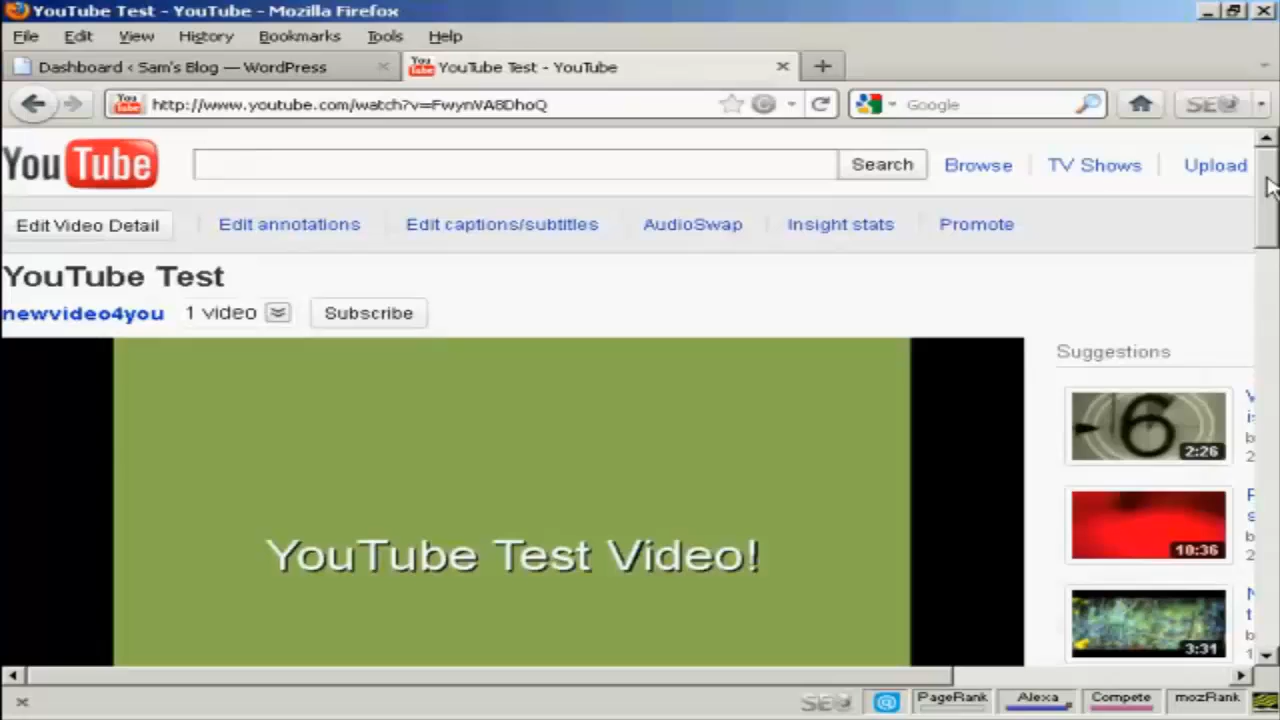 YouTube Test - YouTube - Mozilla Firefox
File Edit View History Bookmarks Tools Help
Dashboard ‹ Sam's Blog — WordPress
YouTube Test - YouTube
http://www.youtube.com/watch?v=FwynVA8DhoQ
Google
SEO
YouTube
Search Browse TV Shows Upload
Edit Video Detail Edit annotations Edit captions/subtitles AudioSwap Insight stats Promote
YouTube Test
newvideo4you 1 video Subscribe
Suggestions
6
2:26
10:36
YouTube Test Video!
3:31
SEO @ PageRank Alexa Compete mozRank